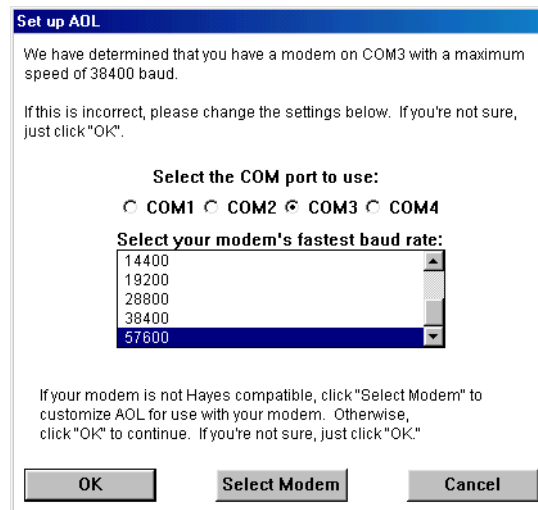 Set up AOL
We have determined that you have a modem on COM3 with a maximum
speed of 38400 baud.
If this is incorrect, please change the settings below. If you're not sure,
just click "OK".
Select the COM port to use:
COM1 COM2 COM3 COM4
Select your modem's fastest baud rate:
14400
19200
28800
38400
57600
If your modem is not Hayes compatible, click "Select Modem" to
customize AOL for use with your modem. Otherwise,
click "OK" to continue. If you're not sure, just click "OK."
OK Select Modem Cancel